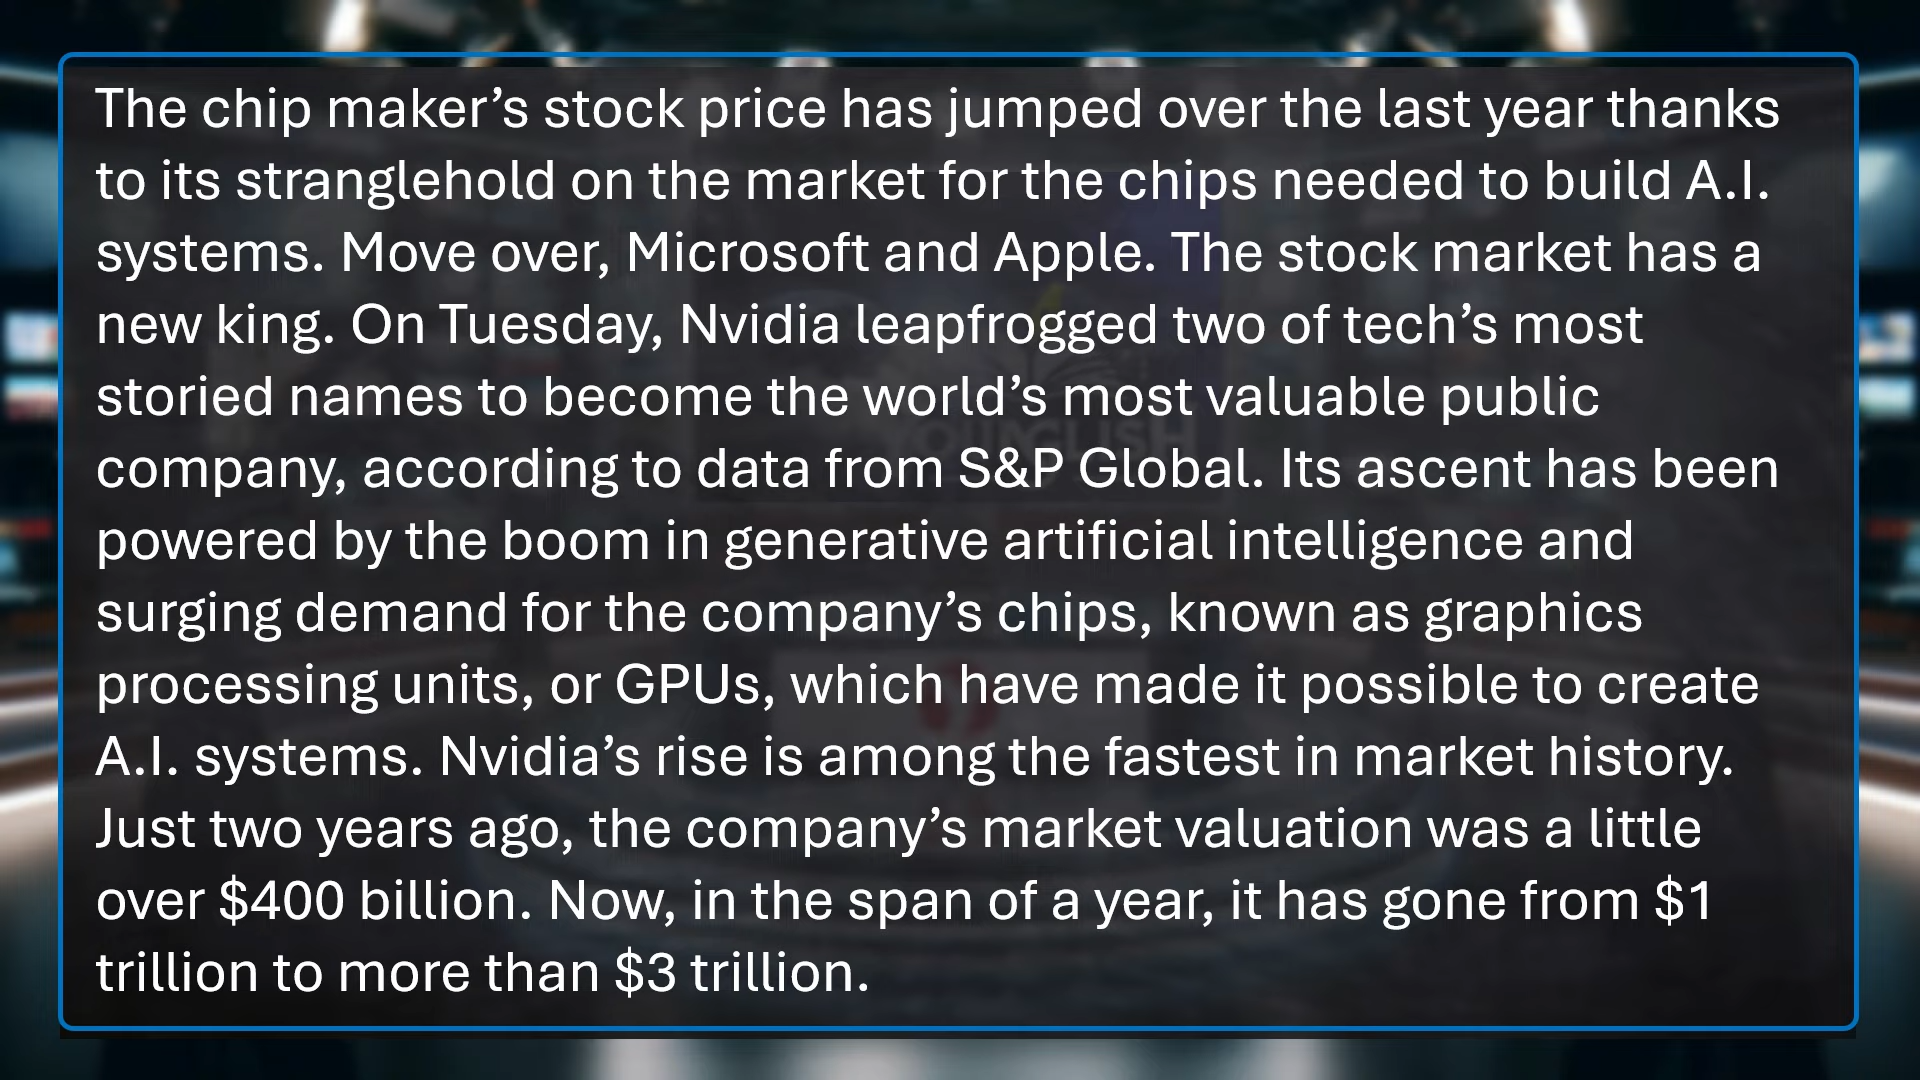 The chip maker’s stock price has jumped over the last year thanks
to its stranglehold on the market for the chips needed to build A.I.
systems. Move over, Microsoft and Apple. The stock market has a
new king. On Tuesday, Nvidia leapfrogged two of tech’s most
storied names to become the world’s most valuable public
company, according to data from S&P Global. Its ascent has been
powered by the boom in generative artificial intelligence and
surging demand for the company’s chips, known as graphics
processing units, or GPUs, which have made it possible to create
A.I. systems. Nvidia’s rise is among the fastest in market history.
Just two years ago, the company’s market valuation was a little
over $400 billion. Now, in the span of a year, it has gone from $1
trillion to more than $3 trillion.